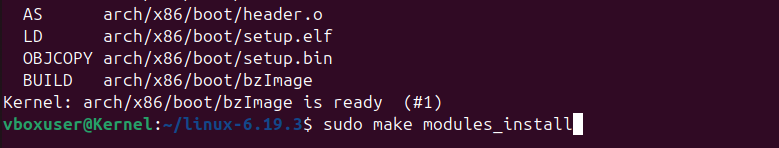 AS      arch/x86/boot/header.o
LD      arch/x86/boot/setup.elf
OBJCOPY arch/x86/boot/setup.bin
BUILD   arch/x86/boot/bzImage
Kernel: arch/x86/boot/bzImage is ready  (#1)
vboxuser@Kernel:~/linux-6.19.3$ sudo make modules_install